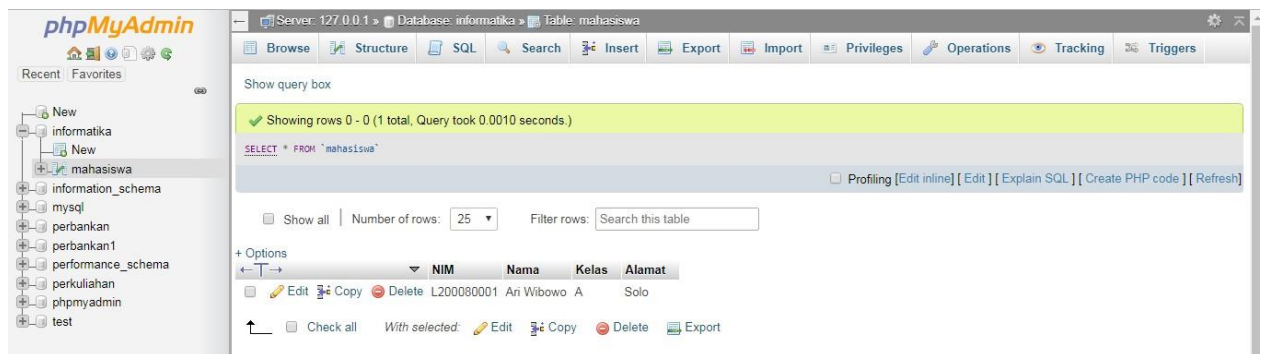 phpMyAdmin
Recent Favorites
New
informatika
New
mahasiswa
information_schema
mysql
perbankan
perbankan1
performance_schema
perkuliahan
phpmyadmin
test
Server: 127.0.0.1 » Database: informatika » Table: mahasiswa
Browse Structure SQL Search Insert Export Import Privileges Operations Tracking Triggers
Show query box
Showing rows 0 - 0 (1 total, Query took 0.0010 seconds.)
SELECT * FROM `mahasiswa`
Profiling [Edit inline] [ Edit ] [ Explain SQL ] [ Create PHP code ] [ Refresh]
Show all | Number of rows: 25 Filter rows: Search this table
+ Options
←T→ NIM Nama Kelas Alamat
Edit Copy Delete L200080001 Ari Wibowo A Solo
Check all With selected: Edit Copy Delete Export